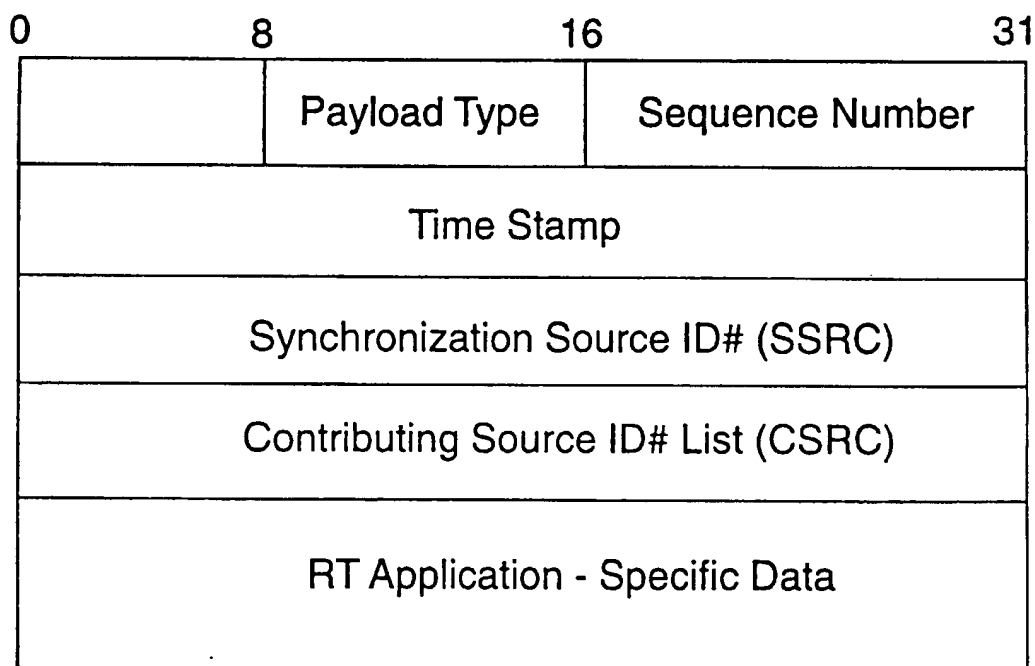 0 8 16 31
Payload Type Sequence Number
Time Stamp
Synchronization Source ID# (SSRC)
Contributing Source ID# List (CSRC)
RT Application - Specific Data